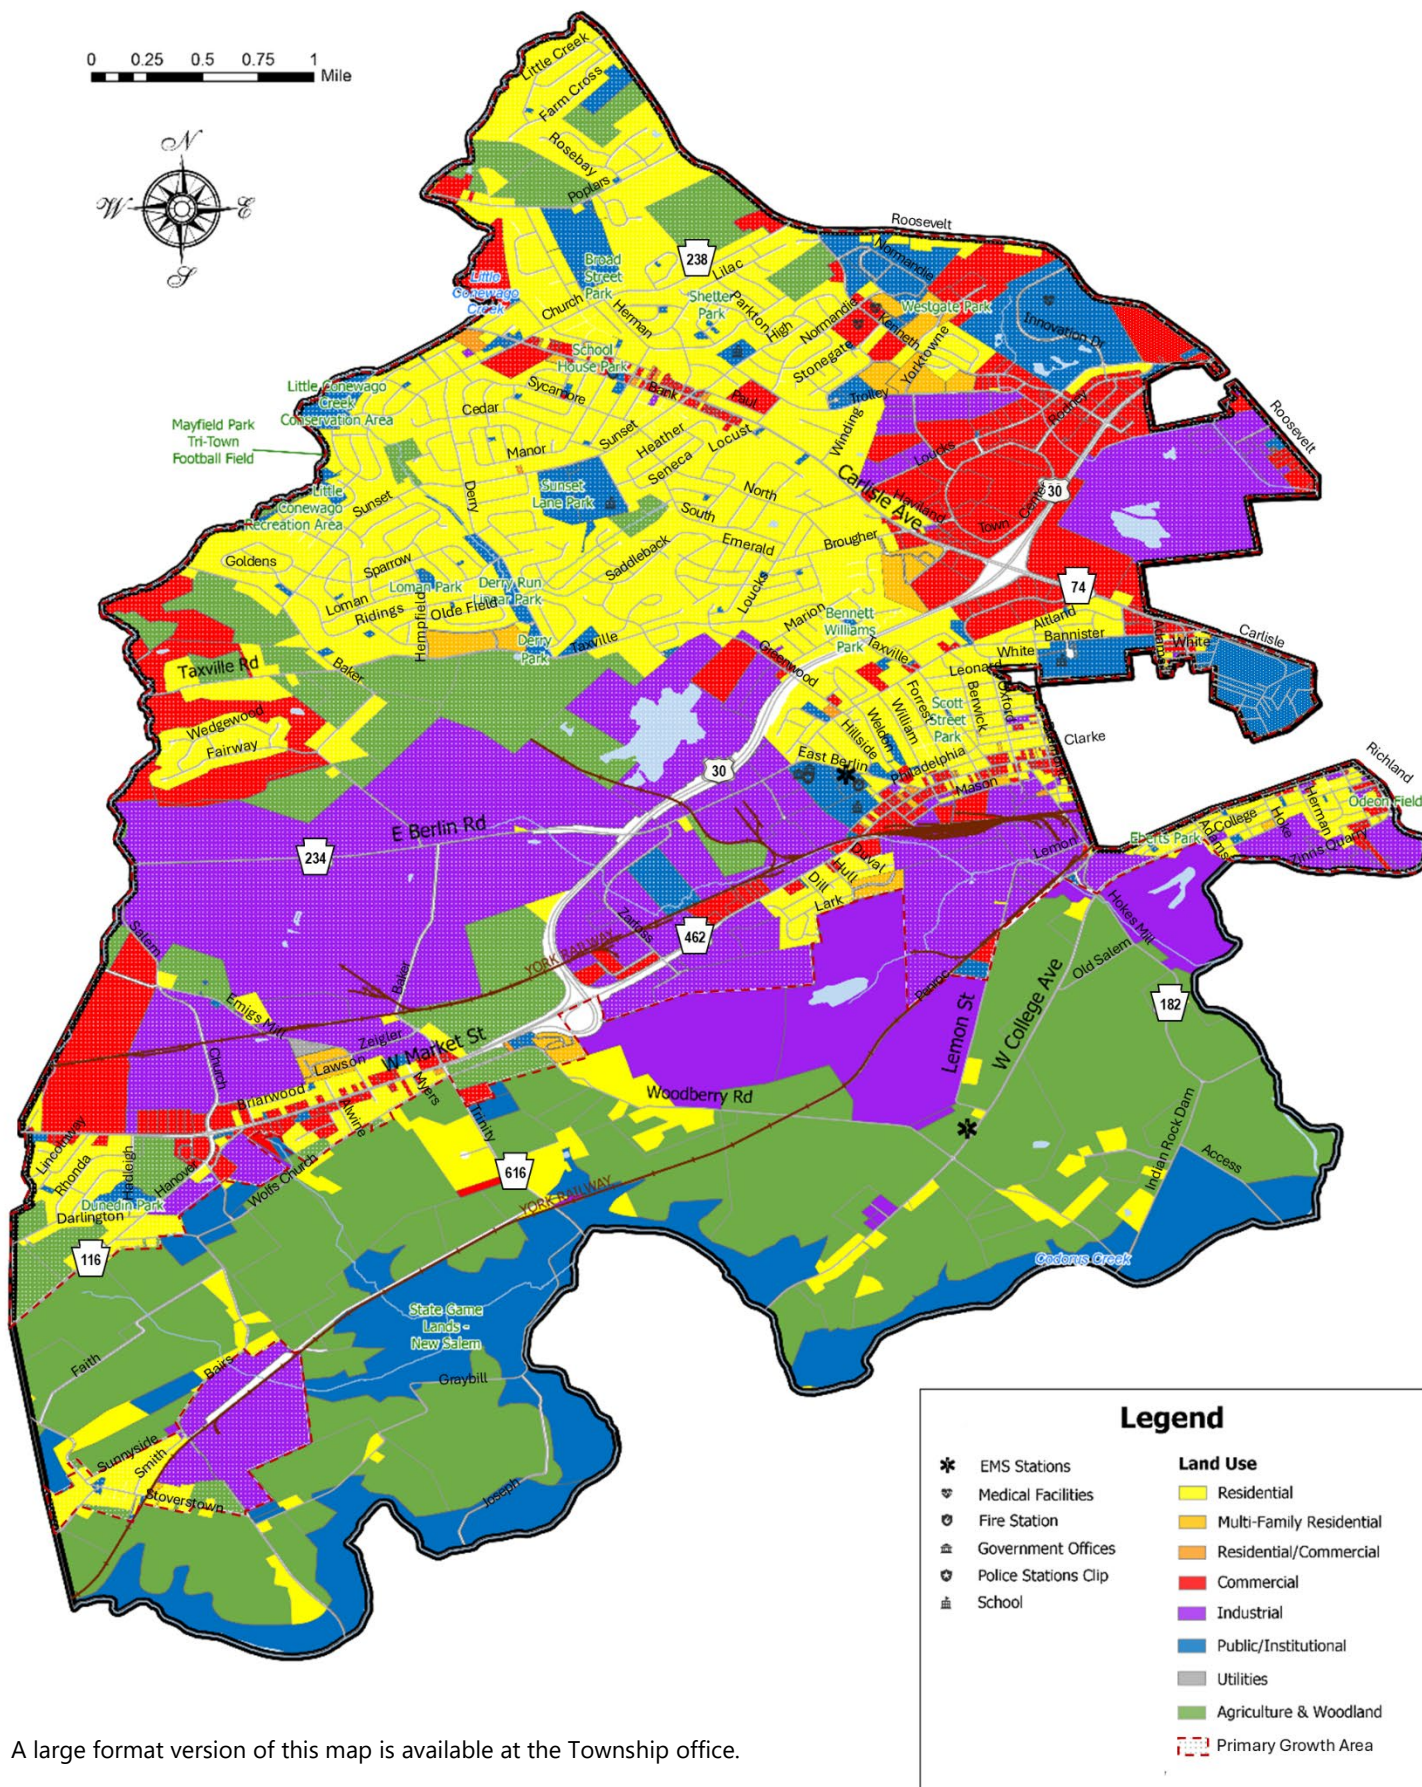 0 0.25 0.5 0.75 1
Mile
N
W E
S
Little Creek
Farm Cross
Rosebay
Poplars
Roosevelt
Normandie
238
Lilac
Broad
Street
Park
Little
Conewago
Creek
Church
Herman
Shetter
Park
Parkton
High
Normandie
Kenneth
Westgate Park
Innovation Dr
Stonegate
Yorktowne
School
House Park
Bank
Paul
Trolley
Rodney
Roosevelt
Little Conewago
Creek
Conservation Area
Sycamore
Cedar
Mayfield Park
Tri-Town
Football Field
Manor
Sunset
Heather
Locust
Winding
Loucks
Seneca
Carlisle Ave
Haviland
30
Town Center
Derry
Sunset
Lane Park
North
South
Little
Conewago
Recreation Area
Sunset
Emerald
Brougher
Goldens
Sparrow
Saddleback
Loucks
Loman Park
Derry Run
Linear Park
74
Loman
Ridings
Hempfield
Olde Field
Marion
Bennett
Williams
Park
Altland
Bannister
Carlisle
Derry
Park
Taxville
Greenwood
Taxville
White
Adams
White
Taxville Rd
Baker
Leonard
Oxford
Berwick
Forrest
William
Weldon
Hillside
Scott
Street
Park
Wedgewood
Fairway
East Berlin
Philadelphia
Clarke
Richmond
Mason
Richland
30
Odeon Field
E Berlin Rd
234
Eberts Park
College
Adams
Hoke
Herman
Zinns Quarry
Lemon
Duval
Hull
Dill
Lark
Hokes Mill
Old Salem
Salem
Zarfoss
462
YORK RAILWAY
Baker
Emigs Mill
182
Lemon St
W College Ave
Zeigler
W Market St
Church
Lawson
Briarwood
Alwine
Myers
Trinity
Woodberry Rd
Indian Rock Dam
Access
Lincolnway
Rhonda
Hadleigh
Hanover
Wolfs Church
616
YORK RAILWAY
Dunedin Park
Darlington
116
Codorus Creek
State Game
Lands -
New Salem
Faith
Bairs
Graybill
Sunnyside
Smith
Stoverstown
Joseph
Legend
EMS Stations
Medical Facilities
Fire Station
Government Offices
Police Stations Clip
School
Land Use
Residential
Multi-Family Residential
Residential/Commercial
Commercial
Industrial
Public/Institutional
Utilities
Agriculture & Woodland
Primary Growth Area
A large format version of this map is available at the Township office.